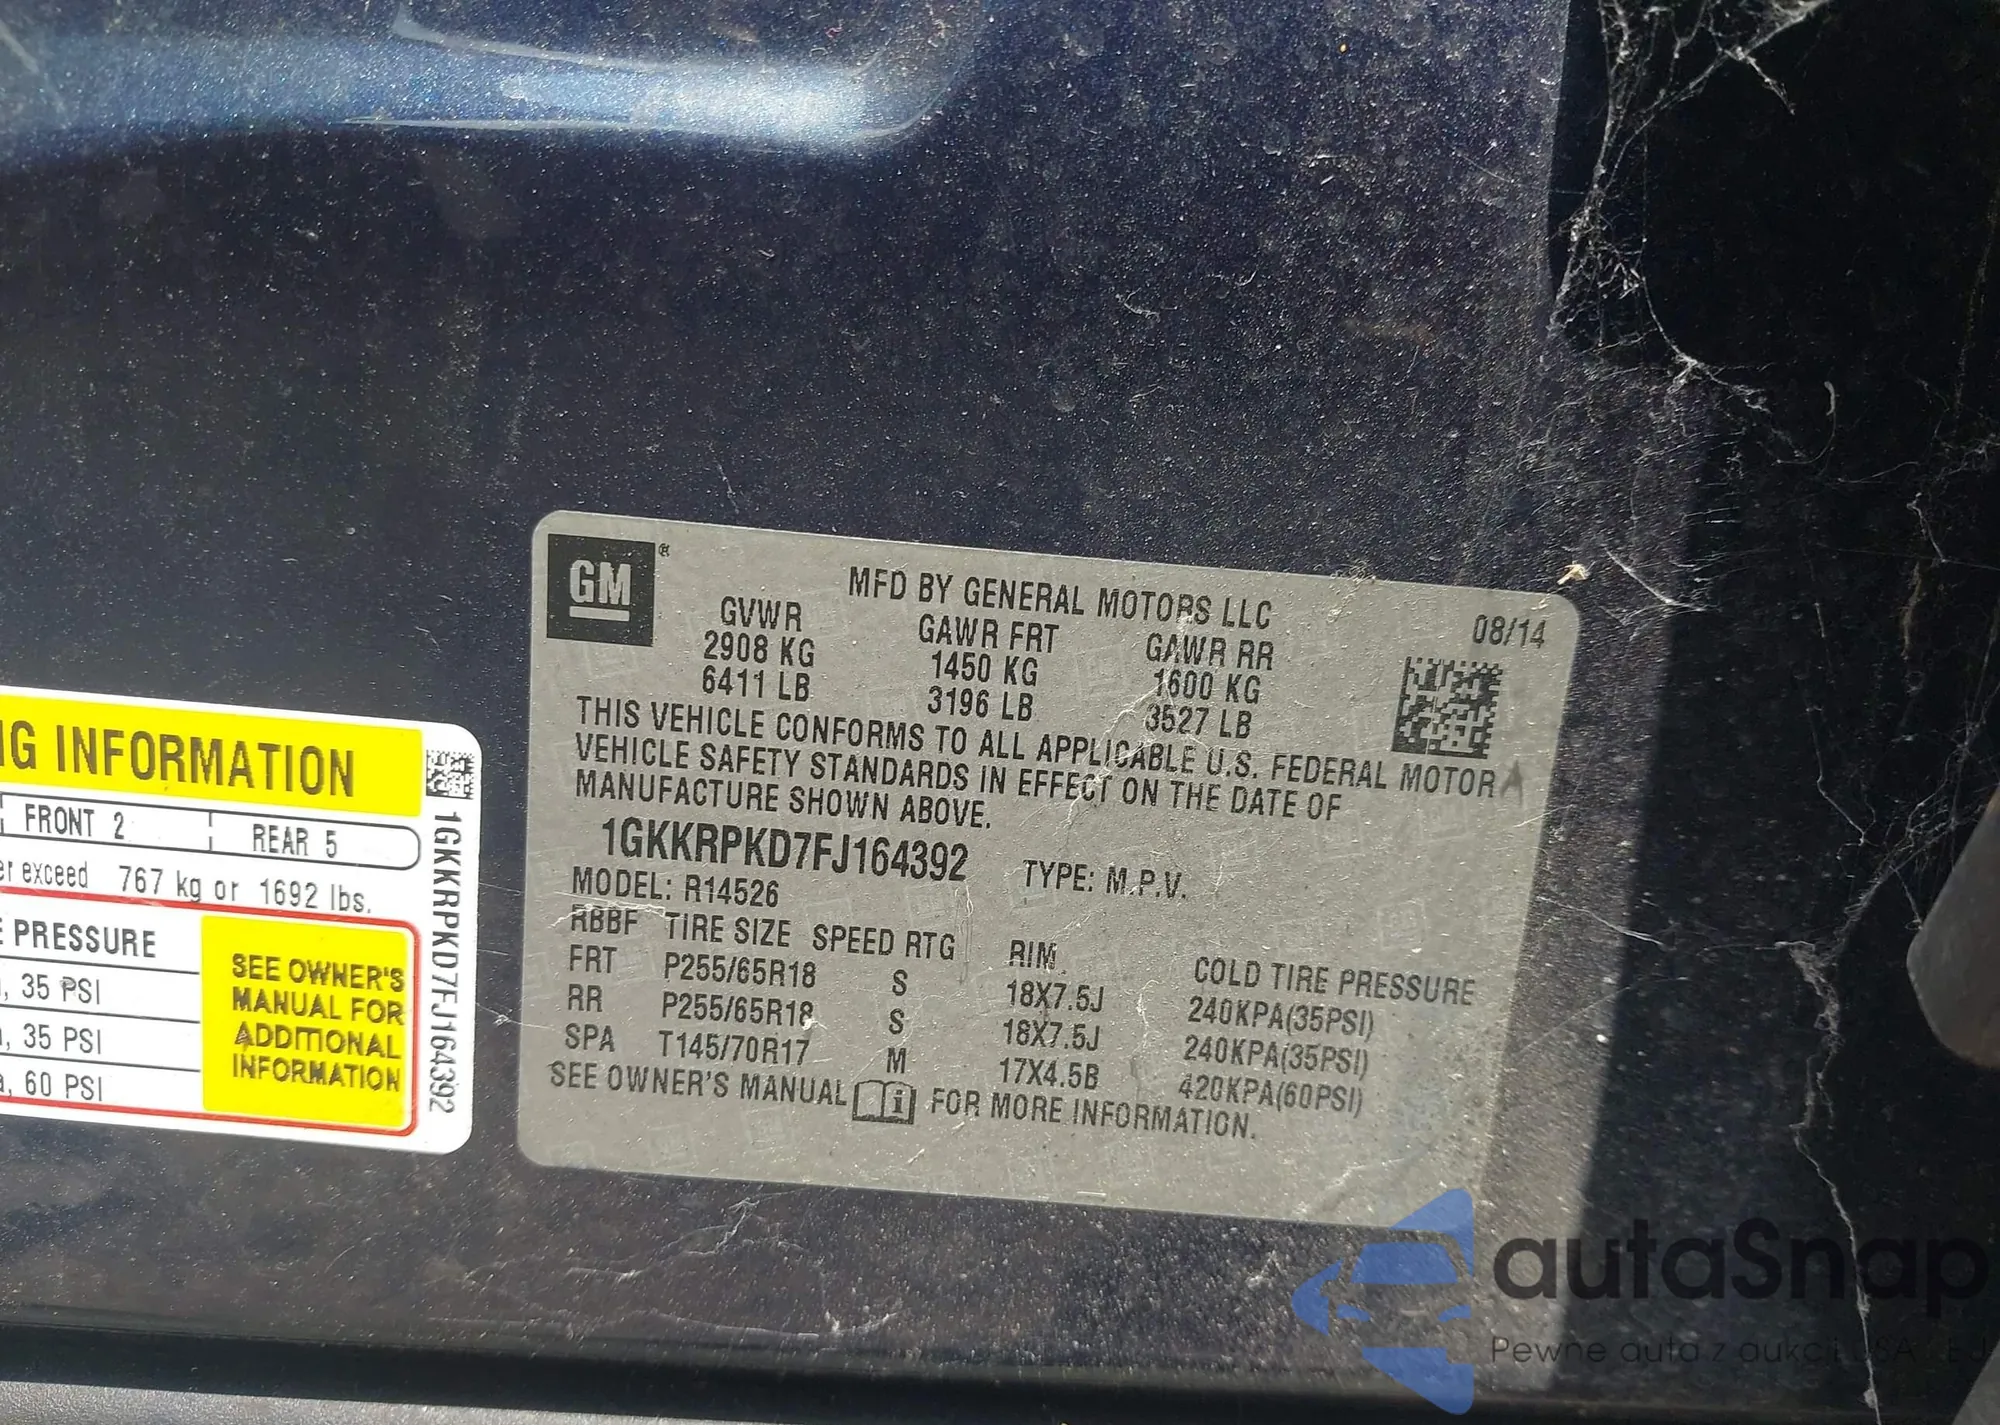 GM ®
MFD BY GENERAL MOTORS LLC
08/14
GVWR GAWR FRT GAWR RR
2908 KG 1450 KG 1600 KG
6411 LB 3196 LB 3527 LB
THIS VEHICLE CONFORMS TO ALL APPLICABLE U.S. FEDERAL MOTOR
VEHICLE SAFETY STANDARDS IN EFFECT ON THE DATE OF
MANUFACTURE SHOWN ABOVE.
1GKKRPKD7FJ164392 TYPE: M.P.V.
MODEL: R14526
RBBF TIRE SIZE SPEED RTG RIM COLD TIRE PRESSURE
FRT P255/65R18 S 18X7.5J 240KPA(35PSI)
RR P255/65R18 S 18X7.5J 240KPA(35PSI)
SPA T145/70R17 M 17X4.5B 420KPA(60PSI)
SEE OWNER'S MANUAL i FOR MORE INFORMATION.
NG INFORMATION
FRONT 2 REAR 5
er exceed 767 kg or 1692 lbs.
E PRESSURE
, 35 PSI
, 35 PSI
a, 60 PSI
SEE OWNER'S
MANUAL FOR
ADDITIONAL
INFORMATION
1GKKRPKD7FJ164392
autaSnap
Pewne auta z aukcji USA